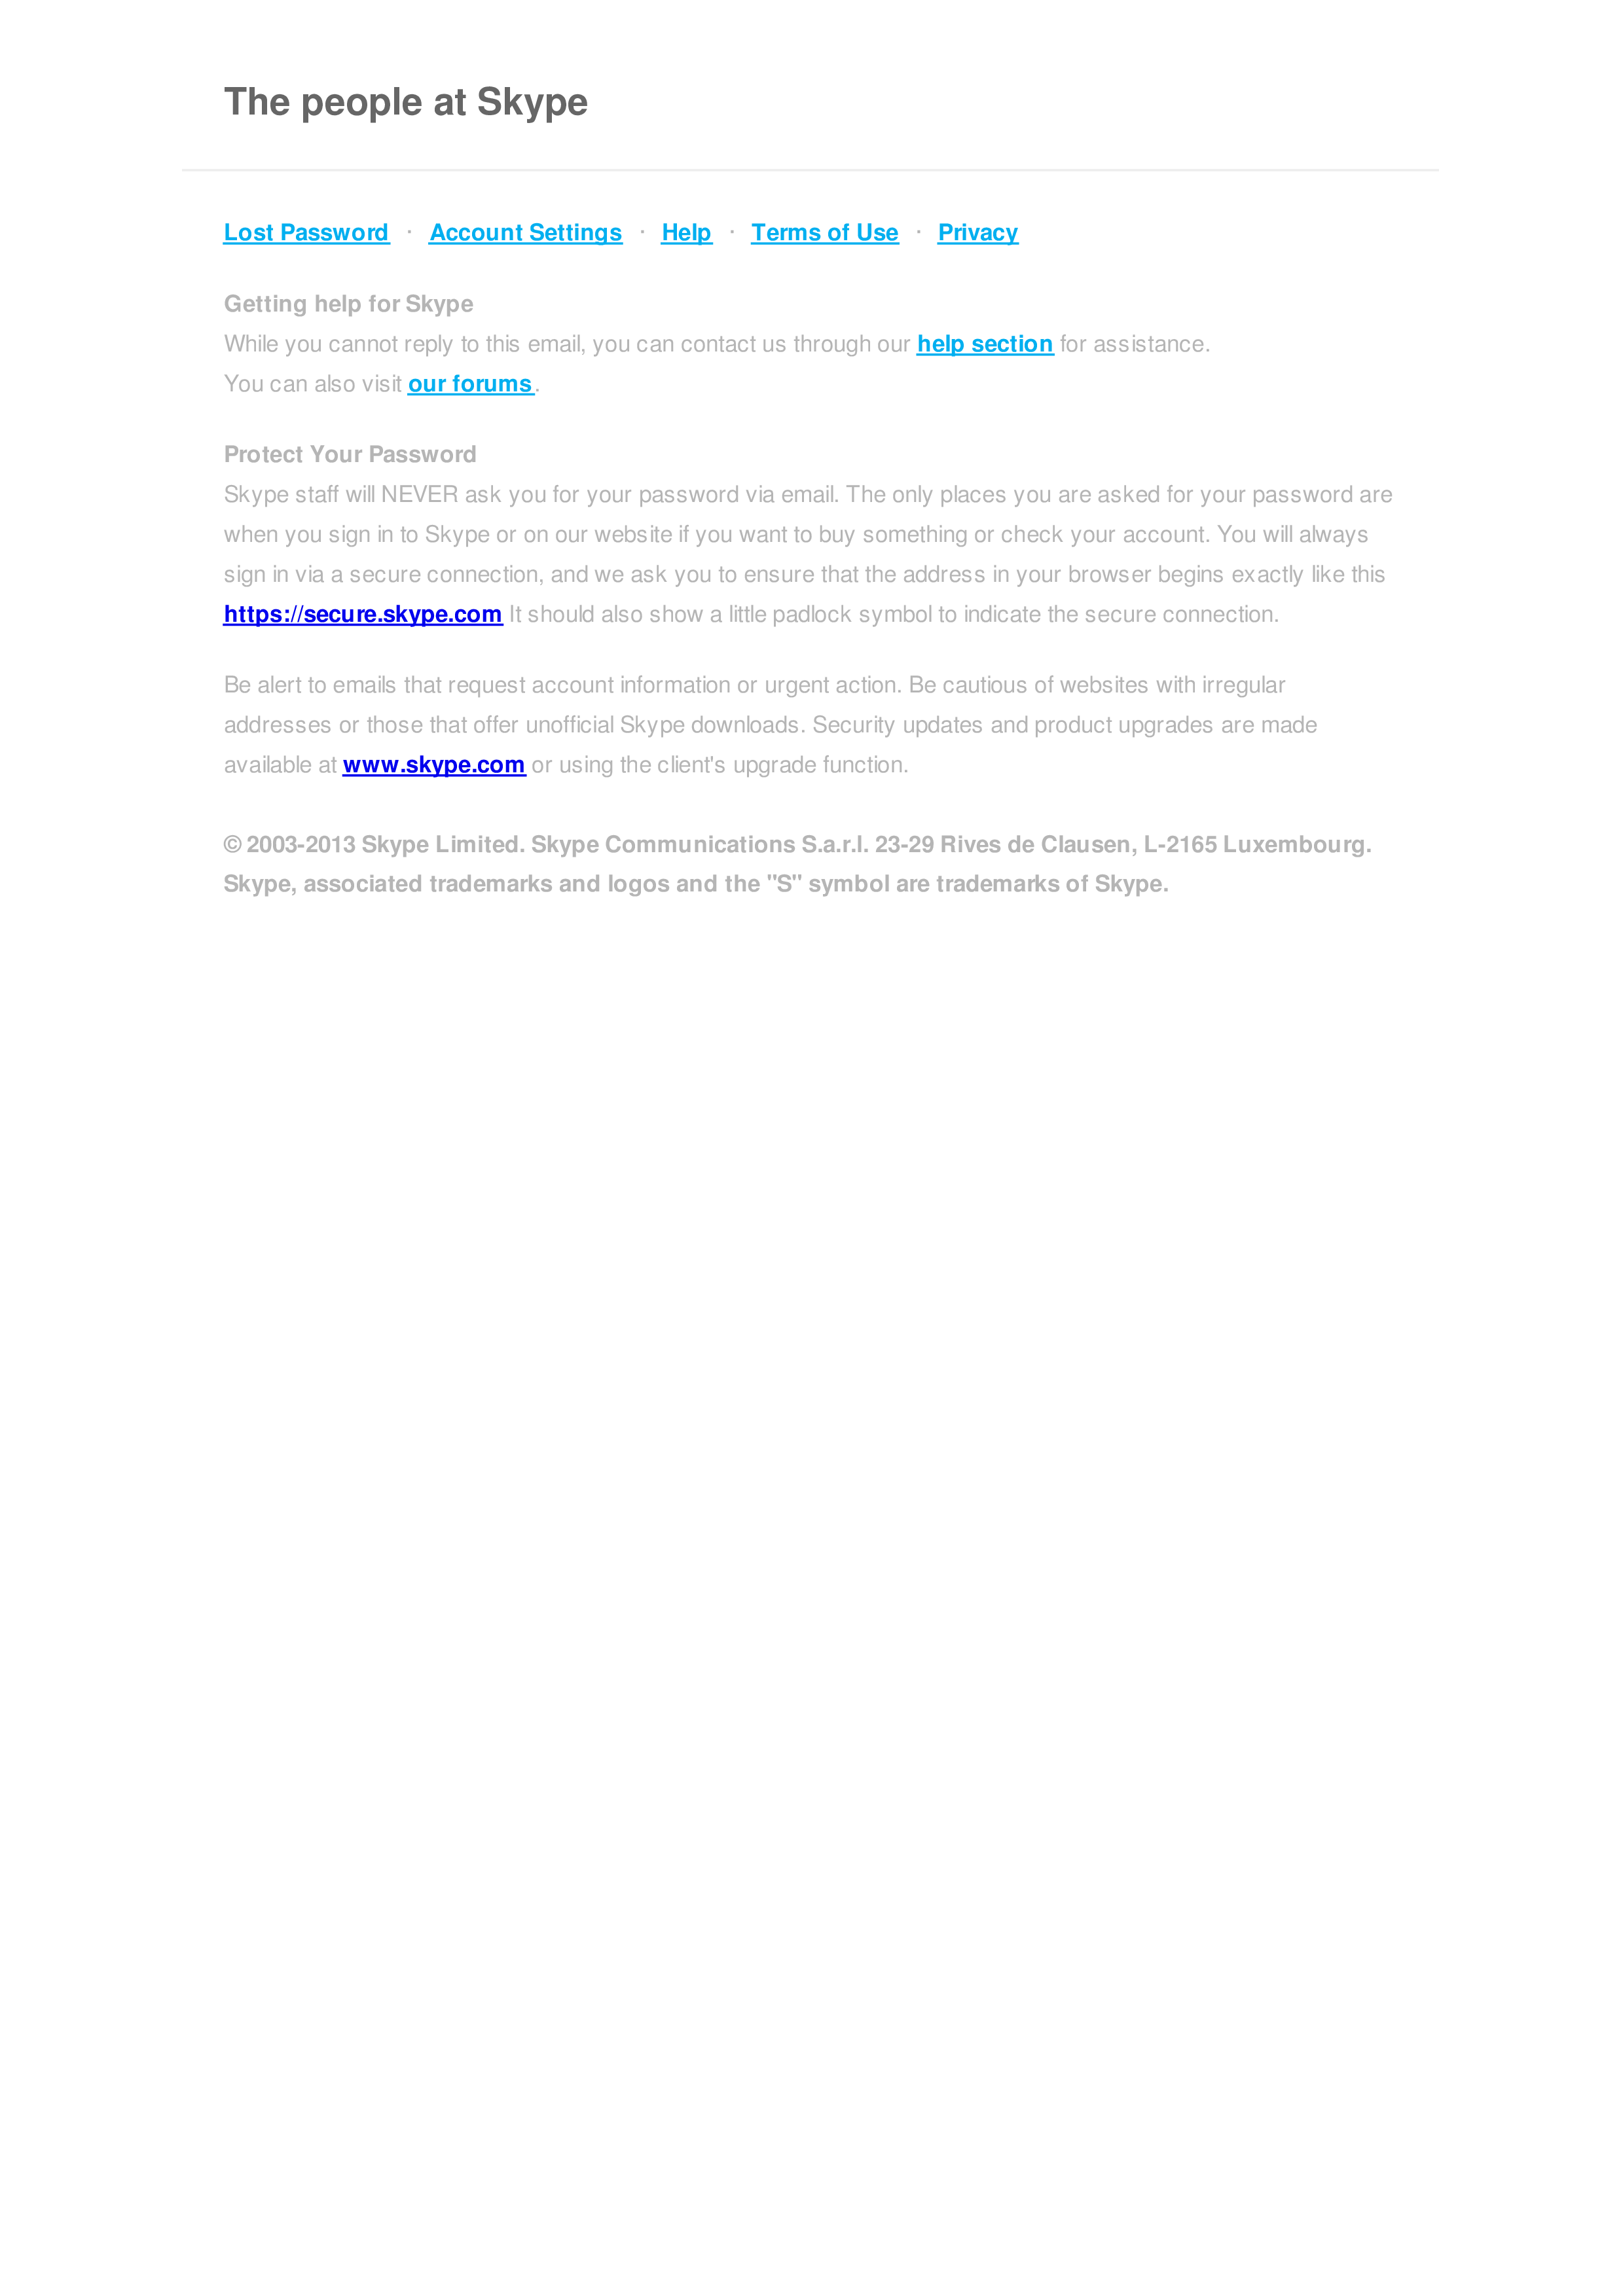 The people at Skype
Lost Password · Account Settings · Help · Terms of Use · Privacy
Getting help for Skype
While you cannot reply to this email, you can contact us through our help section for assistance.
You can also visit our forums.
Protect Your Password
Skype staff will NEVER ask you for your password via email. The only places you are asked for your password are
when you sign in to Skype or on our website if you want to buy something or check your account. You will always
sign in via a secure connection, and we ask you to ensure that the address in your browser begins exactly like this
https://secure.skype.com It should also show a little padlock symbol to indicate the secure connection.
Be alert to emails that request account information or urgent action. Be cautious of websites with irregular
addresses or those that offer unofficial Skype downloads. Security updates and product upgrades are made
available at www.skype.com or using the client's upgrade function.
© 2003-2013 Skype Limited. Skype Communications S.a.r.l. 23-29 Rives de Clausen, L-2165 Luxembourg.
Skype, associated trademarks and logos and the "S" symbol are trademarks of Skype.